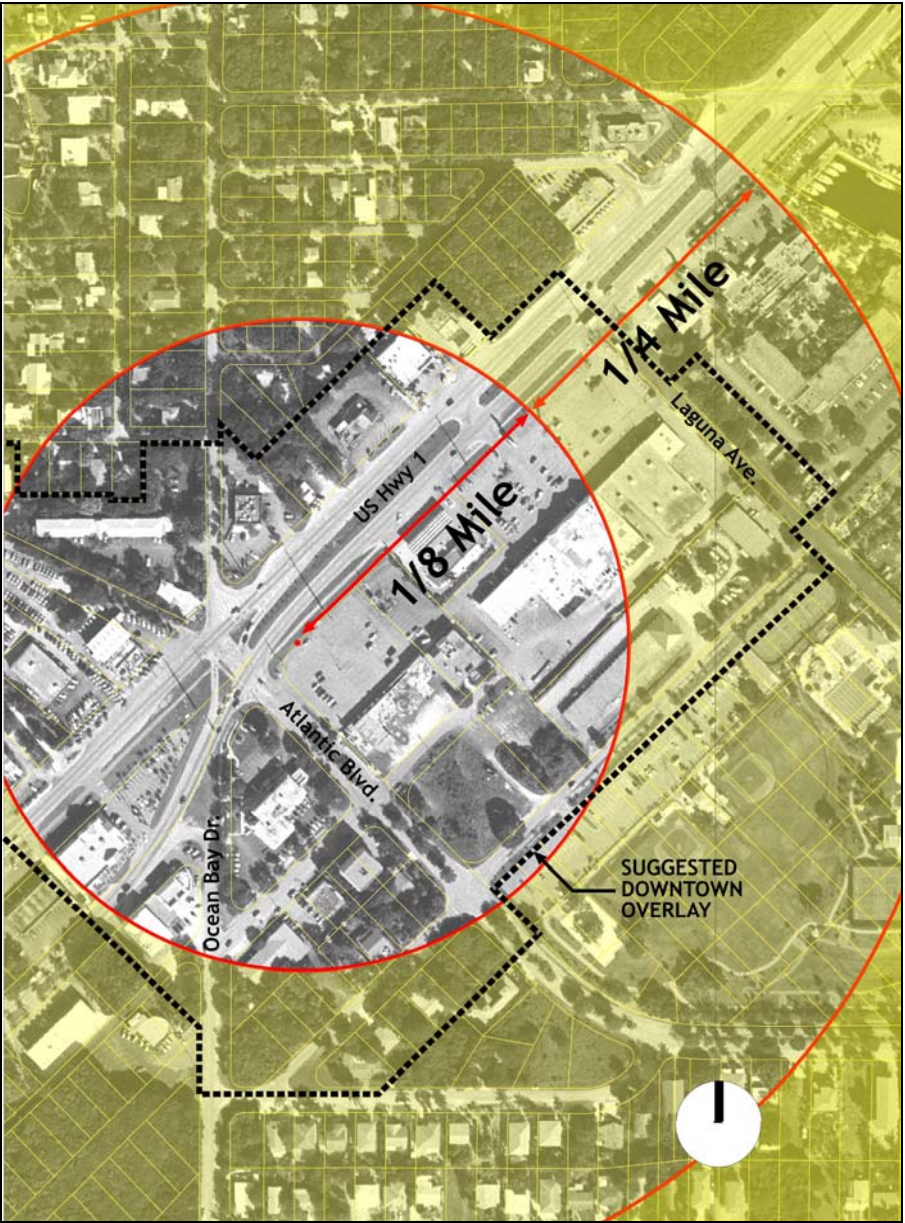 1/4 Mile
Laguna Ave.
US Hwy 1
1/8 Mile
Atlantic Blvd.
Ocean Bay Dr.
SUGGESTED
DOWNTOWN
OVERLAY